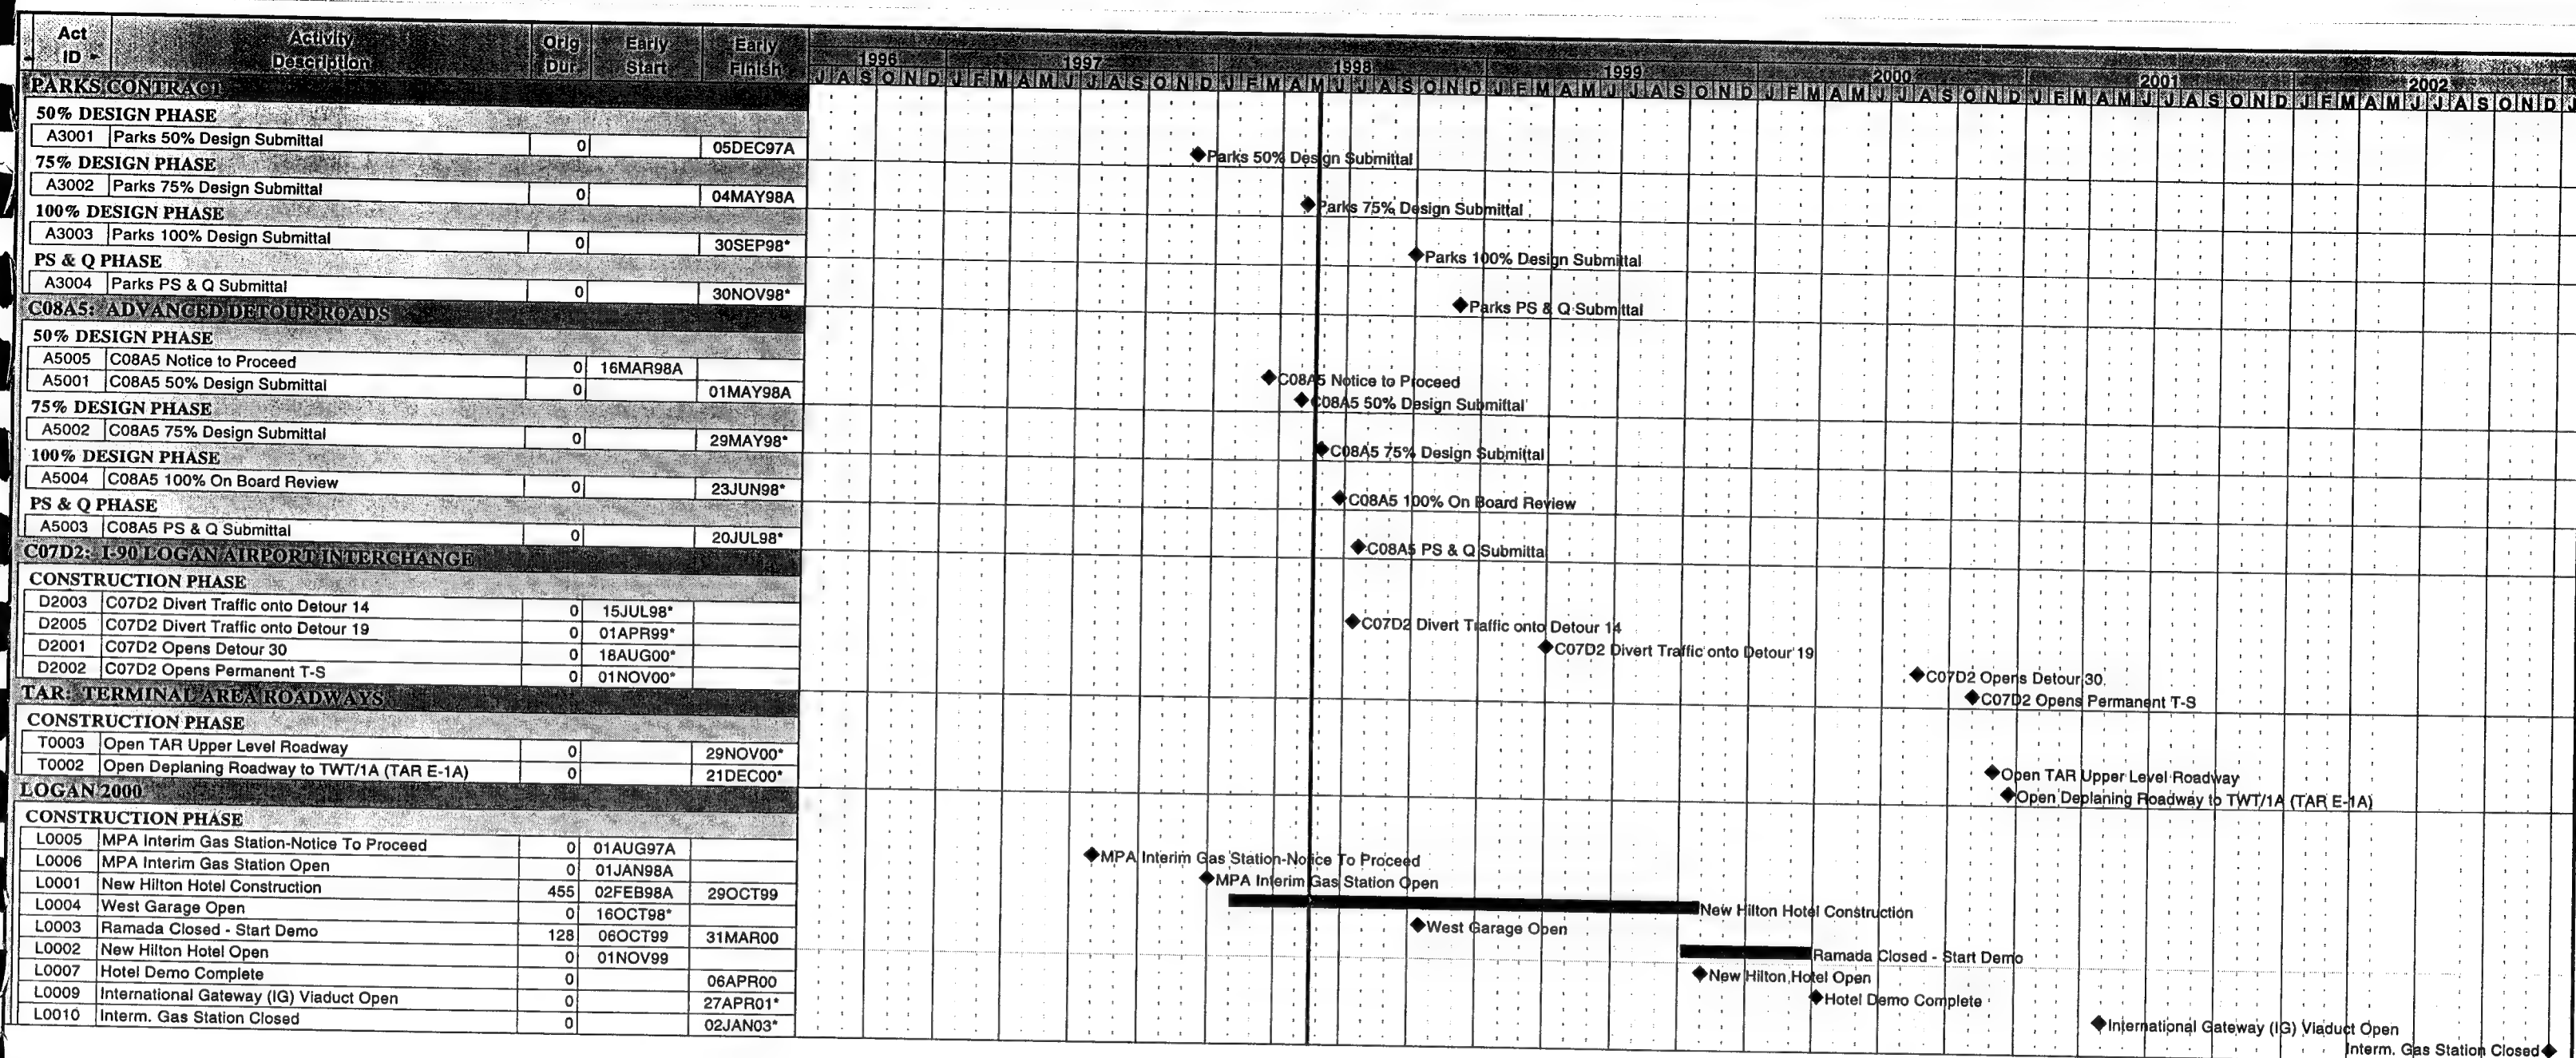 Act ID Activity Description Orig Dur Early Start Early Finish 1996 1997 1998 1999 2000 2001 2002
J A S O N D J F M A M J J A S O N D J F M A M J J A S O N D J F M A M J J A S O N D J F M A M J J A S O N D J F M A M J J A S O N D J F M A M J J A S O N D J
PARKS CONTRACT
50% DESIGN PHASE
A3001 Parks 50% Design Submittal 0 05DEC97A Parks 50% Design Submittal
75% DESIGN PHASE
A3002 Parks 75% Design Submittal 0 04MAY98A Parks 75% Design Submittal
100% DESIGN PHASE
A3003 Parks 100% Design Submittal 0 30SEP98* Parks 100% Design Submittal
PS & Q PHASE
A3004 Parks PS & Q Submittal 0 30NOV98* Parks PS & Q Submittal
C08A5: ADVANCED DETOUR ROADS
50% DESIGN PHASE
A5005 C08A5 Notice to Proceed 0 16MAR98A C08A5 Notice to Proceed
A5001 C08A5 50% Design Submittal 0 01MAY98A C08A5 50% Design Submittal
75% DESIGN PHASE
A5002 C08A5 75% Design Submittal 0 29MAY98* C08A5 75% Design Submittal
100% DESIGN PHASE
A5004 C08A5 100% On Board Review 0 23JUN98* C08A5 100% On Board Review
PS & Q PHASE
A5003 C08A5 PS & Q Submittal 0 20JUL98* C08A5 PS & Q Submittal
C07D2: I-90 LOGAN AIRPORT INTERCHANGE
CONSTRUCTION PHASE
D2003 C07D2 Divert Traffic onto Detour 14 0 15JUL98* C07D2 Divert Traffic onto Detour 14
D2005 C07D2 Divert Traffic onto Detour 19 0 01APR99* C07D2 Divert Traffic onto Detour 19
D2001 C07D2 Opens Detour 30 0 18AUG00* C07D2 Opens Detour 30
D2002 C07D2 Opens Permanent T-S 0 01NOV00* C07D2 Opens Permanent T-S
TAR: TERMINAL AREA ROADWAYS
CONSTRUCTION PHASE
T0003 Open TAR Upper Level Roadway 0 29NOV00* Open TAR Upper Level Roadway
T0002 Open Deplaning Roadway to TWT/1A (TAR E-1A) 0 21DEC00* Open Deplaning Roadway to TWT/1A (TAR E-1A)
LOGAN 2000
CONSTRUCTION PHASE
L0005 MPA Interim Gas Station-Notice To Proceed 0 01AUG97A MPA Interim Gas Station-Notice To Proceed
L0006 MPA Interim Gas Station Open 0 01JAN98A MPA Interim Gas Station Open
L0001 New Hilton Hotel Construction 455 02FEB98A 29OCT99 New Hilton Hotel Construction
L0004 West Garage Open 0 16OCT98* West Garage Open
L0003 Ramada Closed - Start Demo 128 06OCT99 31MAR00 Ramada Closed - Start Demo
L0002 New Hilton Hotel Open 0 01NOV99 New Hilton Hotel Open
L0007 Hotel Demo Complete 0 06APR00 Hotel Demo Complete
L0009 International Gateway (IG) Viaduct Open 0 27APR01* International Gateway (IG) Viaduct Open
L0010 Interm. Gas Station Closed 0 02JAN03* Interm. Gas Station Closed